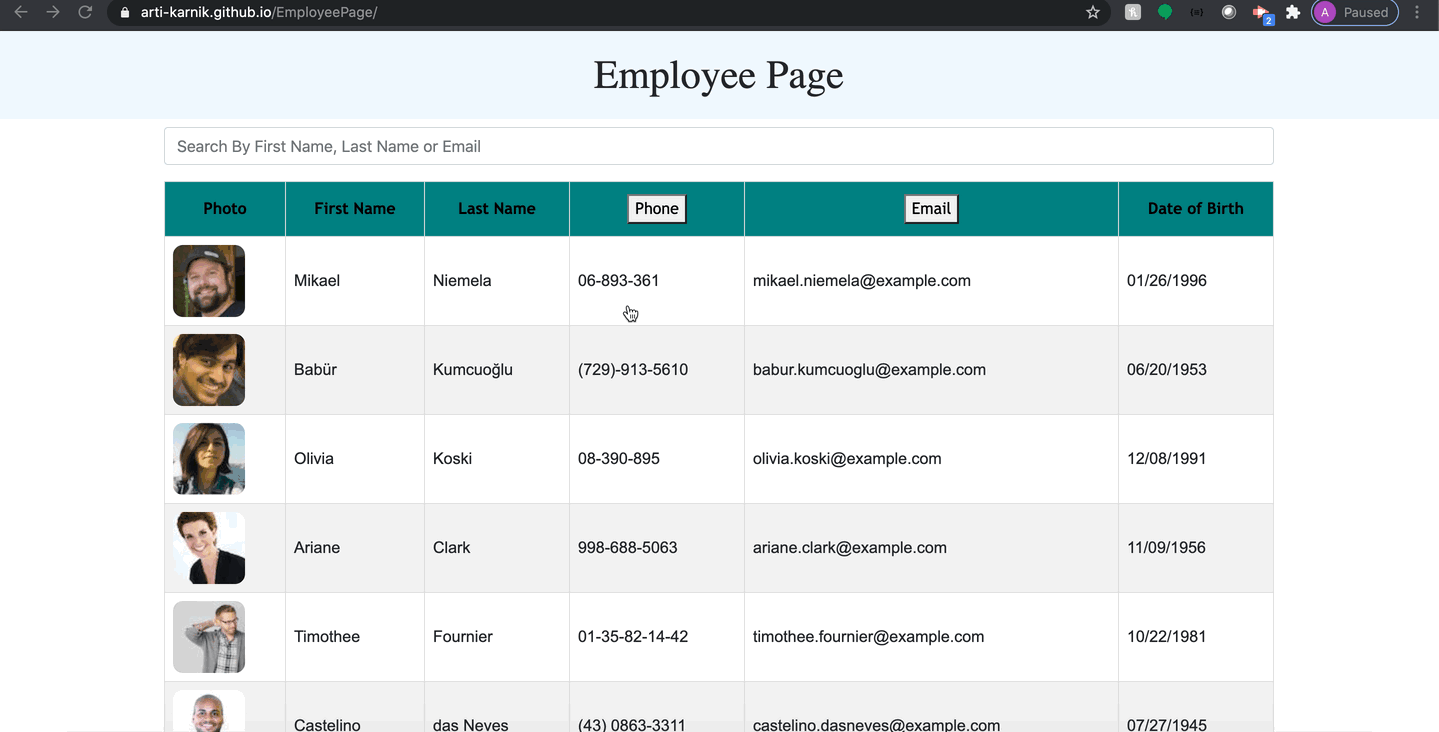 arti-karnik.github.io/EmployeePage/
2
A
Paused
Employee Page
Search By First Name, Last Name or Email
Photo First Name Last Name Phone Email Date of Birth
Mikael Niemela 06-893-361 mikael.niemela@example.com 01/26/1996
Babür Kumcuoğlu (729)-913-5610 babur.kumcuoglu@example.com 06/20/1953
Olivia Koski 08-390-895 olivia.koski@example.com 12/08/1991
Ariane Clark 998-688-5063 ariane.clark@example.com 11/09/1956
Timothee Fournier 01-35-82-14-42 timothee.fournier@example.com 10/22/1981
Castelino das Neves (43) 0863-3311 castelino.dasneves@example.com 07/27/1945